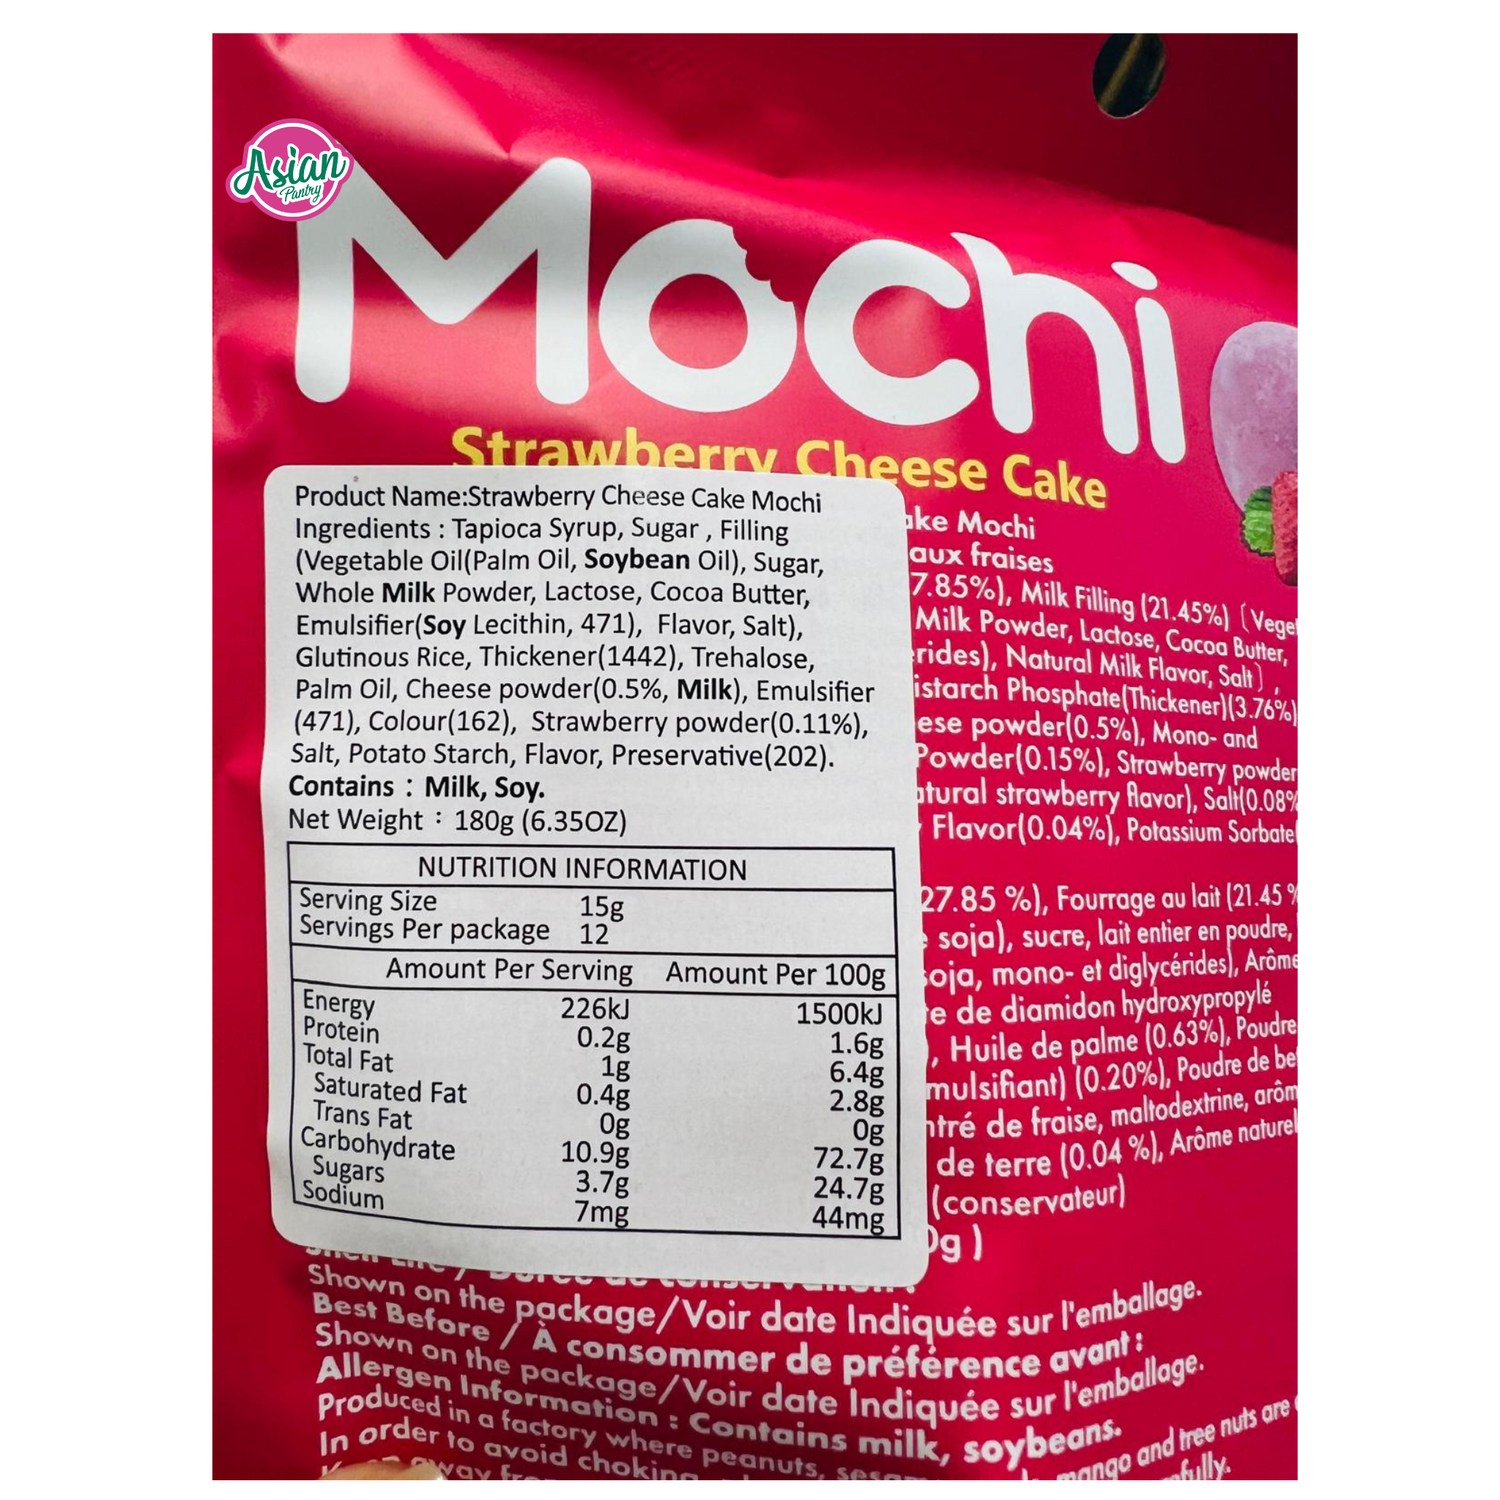 Asian
Pantry
Mochi
Strawberry Cheese Cake
Product Name:Strawberry Cheese Cake Mochi
Ingredients : Tapioca Syrup, Sugar , Filling
(Vegetable Oil(Palm Oil, Soybean Oil), Sugar,
Whole Milk Powder, Lactose, Cocoa Butter,
Emulsifier(Soy Lecithin, 471), Flavor, Salt),
Glutinous Rice, Thickener(1442), Trehalose,
Palm Oil, Cheese powder(0.5%, Milk), Emulsifier
(471), Colour(162), Strawberry powder(0.11%),
Salt, Potato Starch, Flavor, Preservative(202).
Contains : Milk, Soy.
Net Weight : 180g (6.35OZ)
NUTRITION INFORMATION
Serving Size 15g
Servings Per package 12
Amount Per Serving Amount Per 100g
Energy 226kJ 1500kJ
Protein 0.2g 1.6g
Total Fat 1g 6.4g
Saturated Fat 0.4g 2.8g
Trans Fat 0g 0g
Carbohydrate 10.9g 72.7g
Sugars 3.7g 24.7g
Sodium 7mg 44mg
Mochi
aux fraises
7.85%), Milk Filling (21.45%) (
Milk Powder, Lactose, Cocoa Butter,
Natural Milk Flavor, Salt) ,
Phosphate(Thickener)(3.76%)
powder(0.5%), Mono- and
Powder(0.15%), Strawberry powder
strawberry flavor), Salt(0.08%
Flavor(0.04%), Potassium Sorbate
27.85 %), Fourrage au lait (21.45 %
soja), sucre, lait entier en poudre,
soja, mono- et diglycérides), Arôme
de diamidon hydroxypropylé
, Huile de palme (0.63%), Poudre
(0.20%), Poudre de
de fraise, maltodextrine,
de terre (0.04 %), Arôme naturel
(conservateur)
g )
Shown on the package/Voir date Indiquée sur l'emballage.
Best Before / À consommer de préférence avant :
Shown on the package/Voir date Indiquée sur l'emballage.
Allergen Information : Contains milk, soybeans.
Produced in a factory where peanuts, mango and tree nuts are
In order to avoid choking